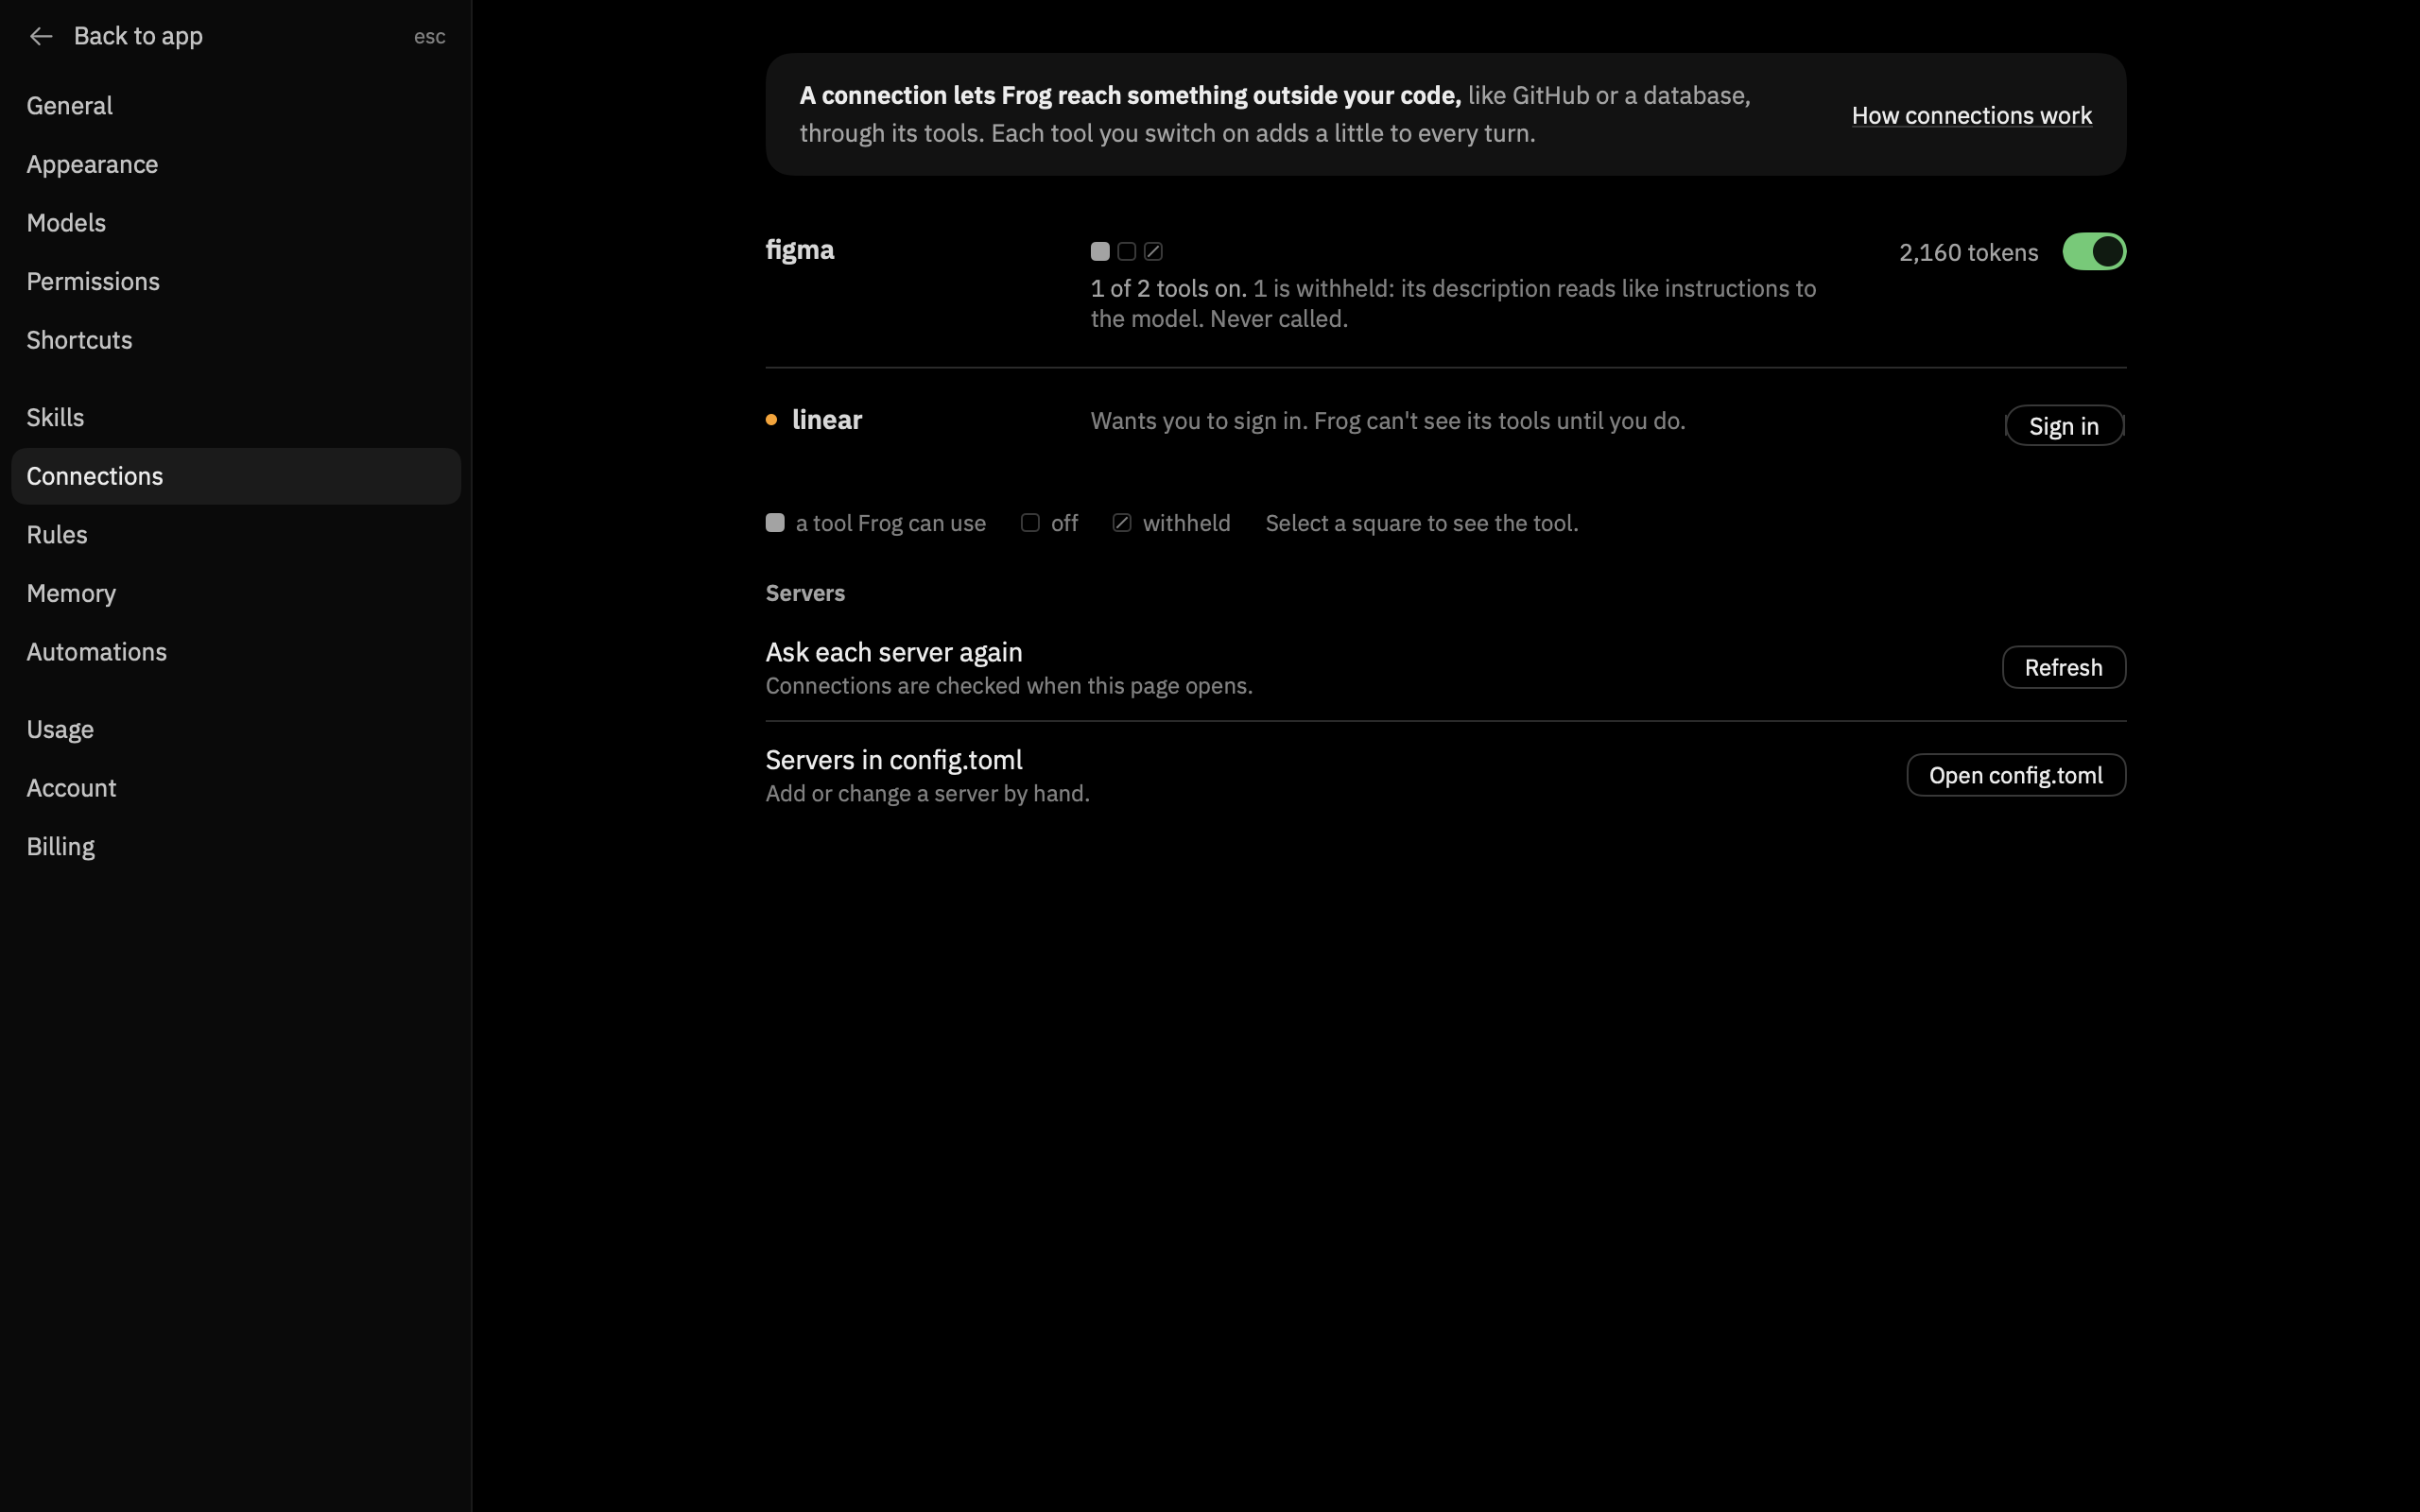 Back to app
esc
General
Appearance
Models
Permissions
Shortcuts
Skills
Connections
Rules
Memory
Automations
Usage
Account
Billing
A connection lets Frog reach something outside your code, like GitHub or a database,
through its tools. Each tool you switch on adds a little to every turn.
How connections work
figma
1 of 2 tools on. 1 is withheld: its description reads like instructions to
the model. Never called.
2,160 tokens
linear
Wants you to sign in. Frog can't see its tools until you do.
Sign in
a tool Frog can use
off
withheld
Select a square to see the tool.
Servers
Ask each server again
Connections are checked when this page opens.
Refresh
Servers in config.toml
Add or change a server by hand.
Open config.toml